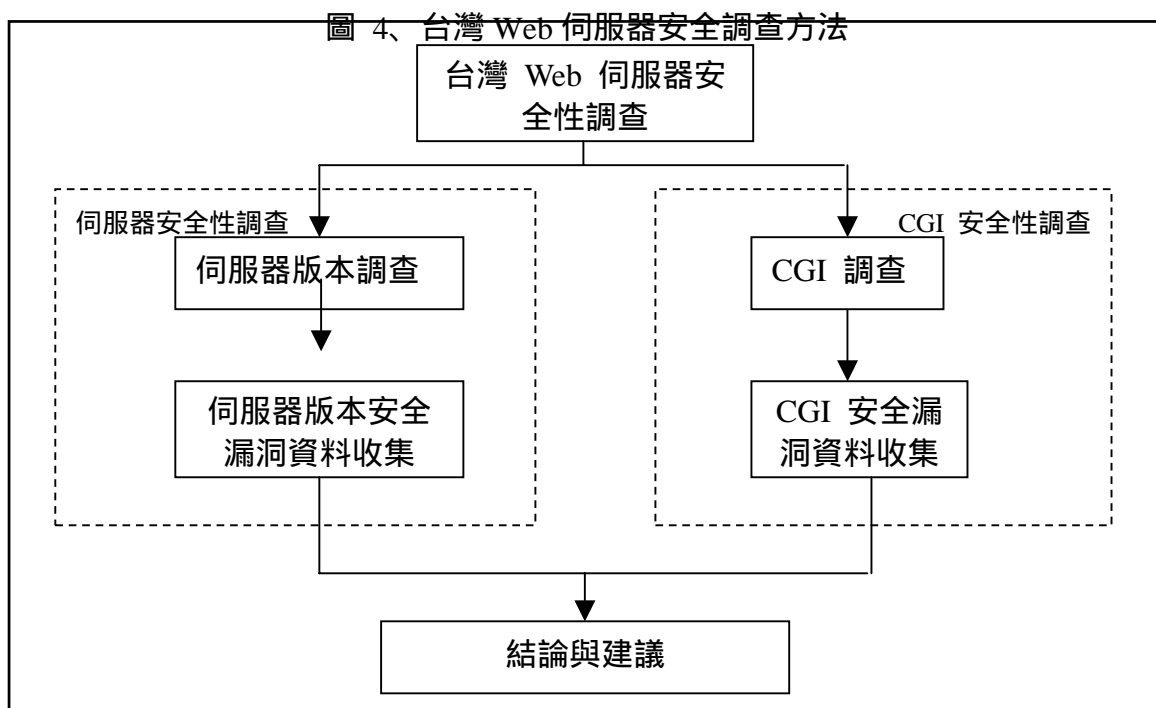 圖 4、台灣 Web 伺服器安全調查方法
台灣 Web 伺服器安
全性調查
伺服器安全性調查
伺服器版本調查
伺服器版本安全
漏洞資料收集
CGI 安全性調查
CGI 調查
CGI 安全漏
洞資料收集
結論與建議